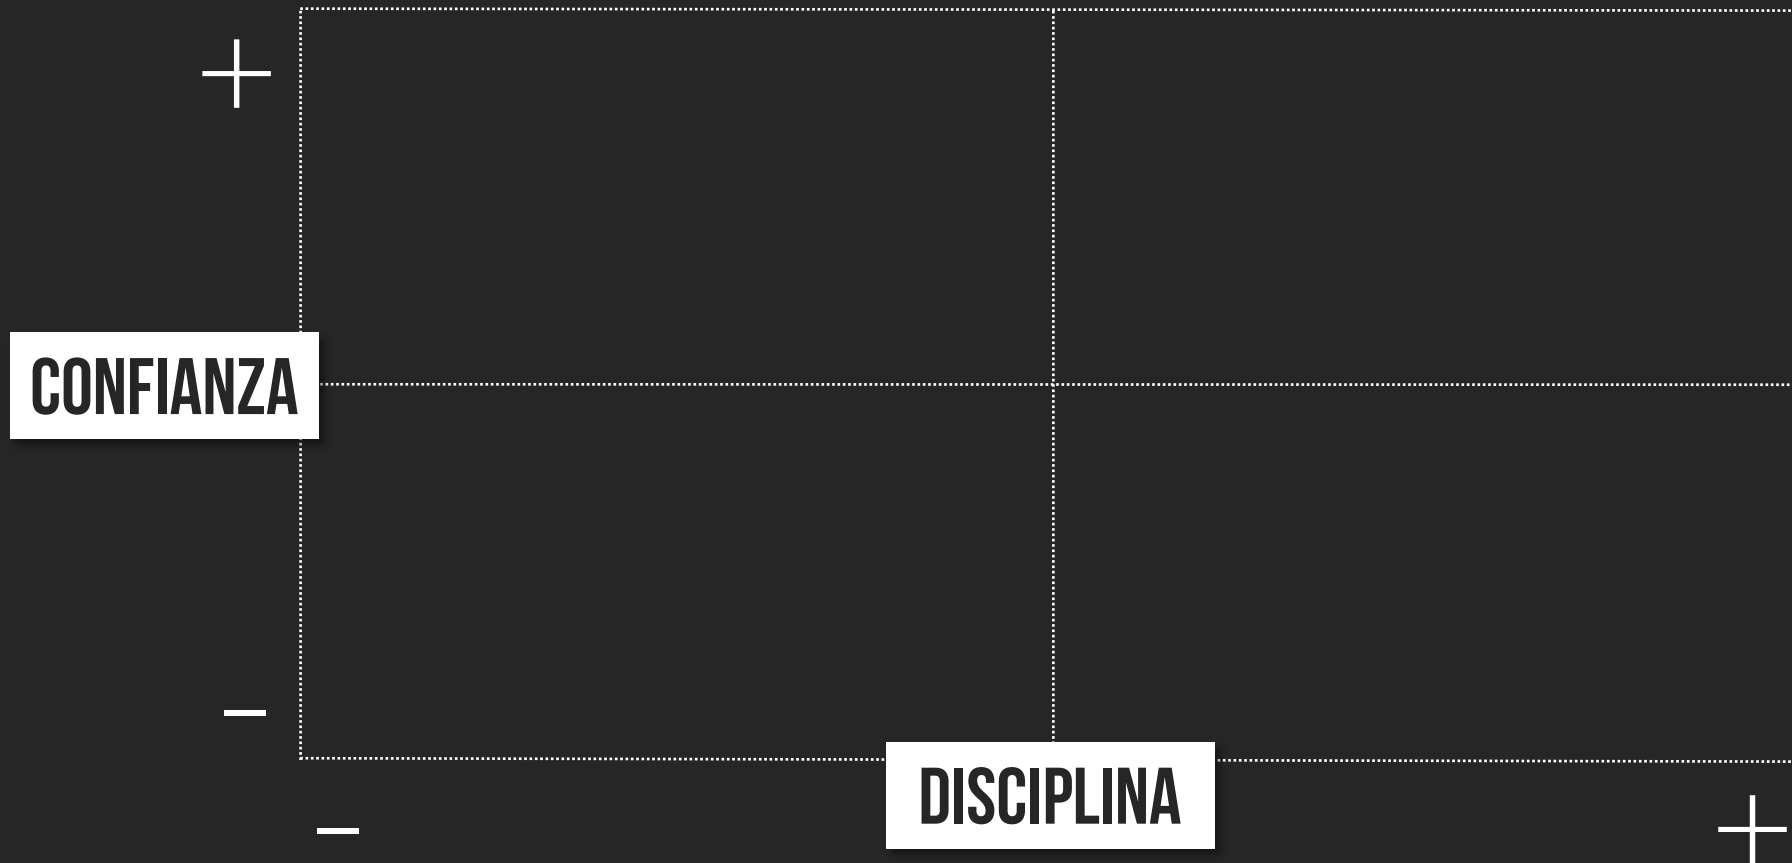 +
CONFIANZA
–
DISCIPLINA
–
+